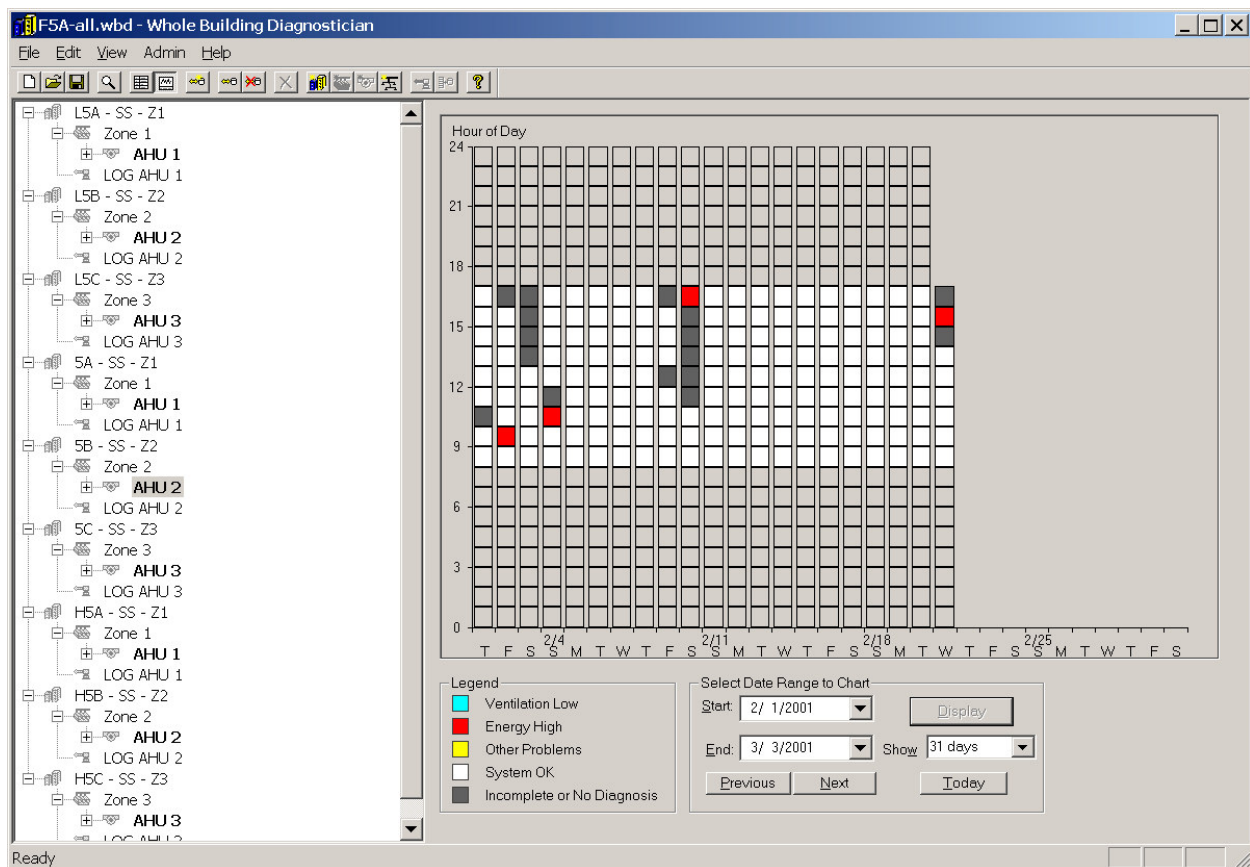 F5A-all.wbd - Whole Building Diagnostician
File Edit View Admin Help
L5A - SS - Z1
Zone 1
AHU 1
LOG AHU 1
L5B - SS - Z2
Zone 2
AHU 2
LOG AHU 2
L5C - SS - Z3
Zone 3
AHU 3
LOG AHU 3
5A - SS - Z1
Zone 1
AHU 1
LOG AHU 1
5B - SS - Z2
Zone 2
AHU 2
LOG AHU 2
5C - SS - Z3
Zone 3
AHU 3
LOG AHU 3
H5A - SS - Z1
Zone 1
AHU 1
LOG AHU 1
H5B - SS - Z2
Zone 2
AHU 2
LOG AHU 2
H5C - SS - Z3
Zone 3
AHU 3
LOG AHU
Hour of Day
24
21
18
15
12
9
6
3
0
2/4 2/11 2/18 2/25
T F S S M T W T F S S M T W T F S S M T W T F S S M T W T F S
Legend
Ventilation Low
Energy High
Other Problems
System OK
Incomplete or No Diagnosis
Select Date Range to Chart
Start: 2/ 1/2001
Display
End: 3/ 3/2001
Show 31 days
Previous Next Today
Ready